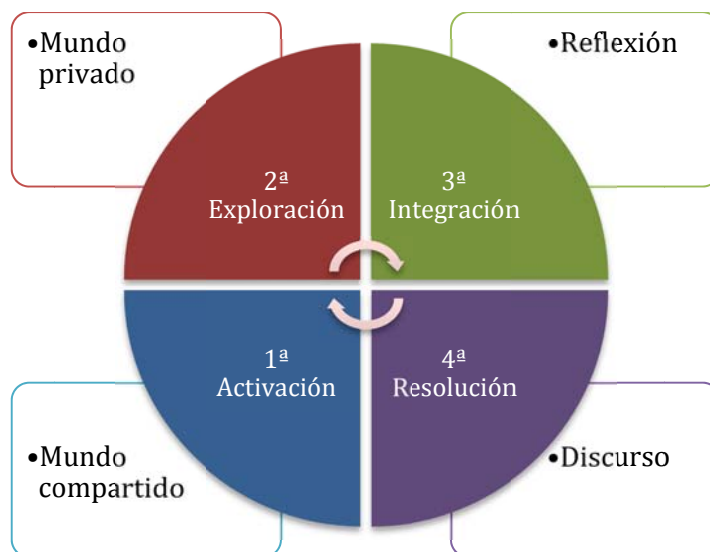 •Mundo
privado
•Reflexión
2ª
Exploración
3ª
Integración
1ª
Activación
4ª
Resolución
•Mundo
compartido
•Discurso